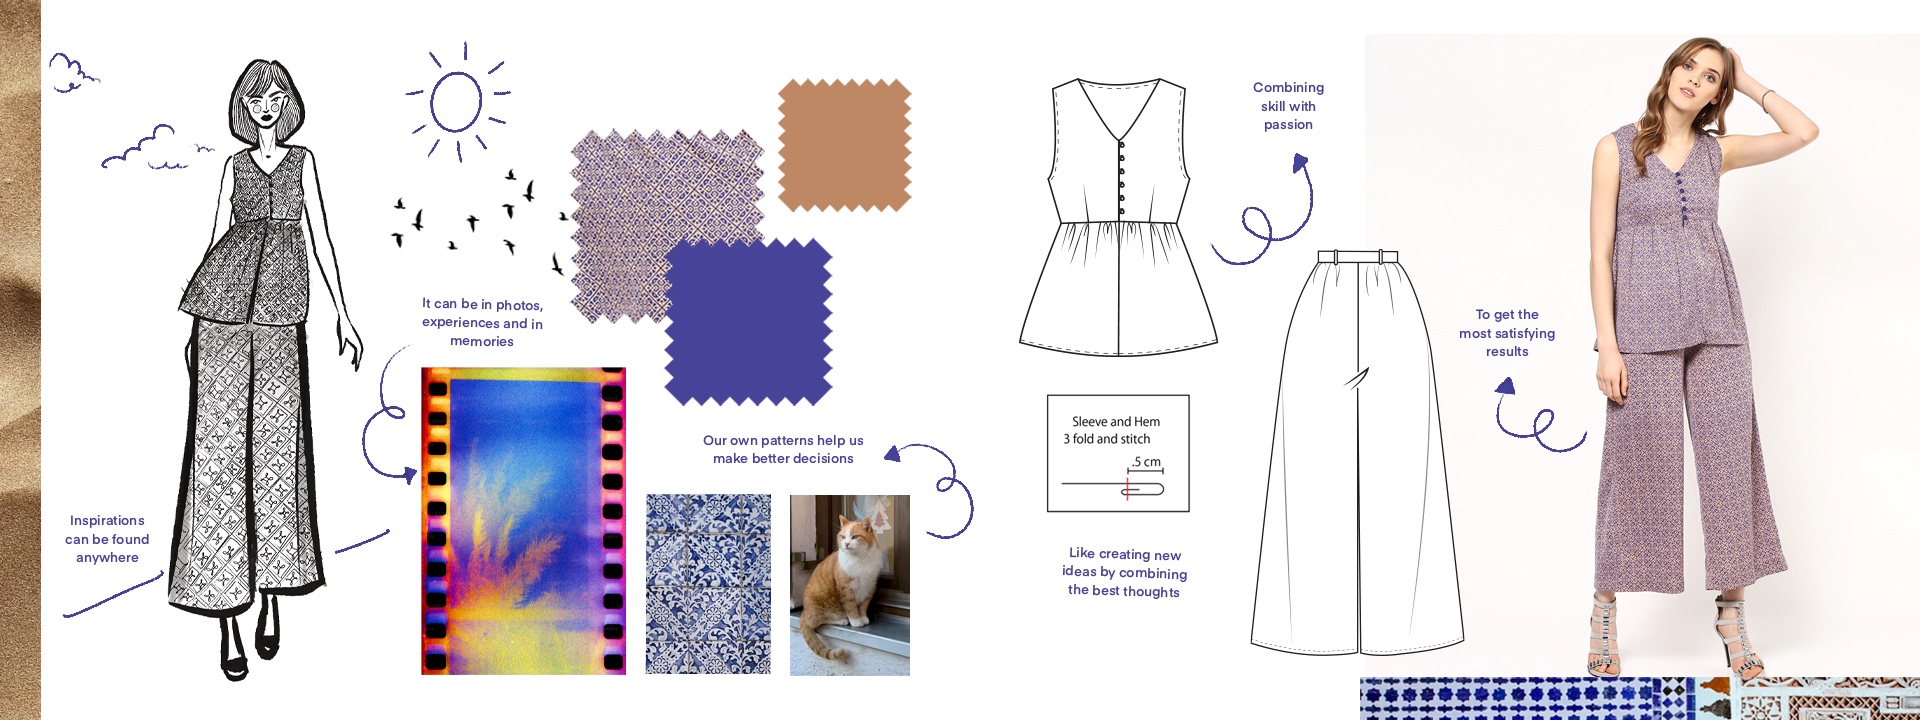 Inspirations
can be found
anywhere
It can be in photos,
experiences and in
memories
Our own patterns help us
make better decisions
Combining
skill with
passion
Sleeve and Hem
3 fold and stitch
.5 cm
Like creating new
ideas by combining
the best thoughts
To get the
most satisfying
results